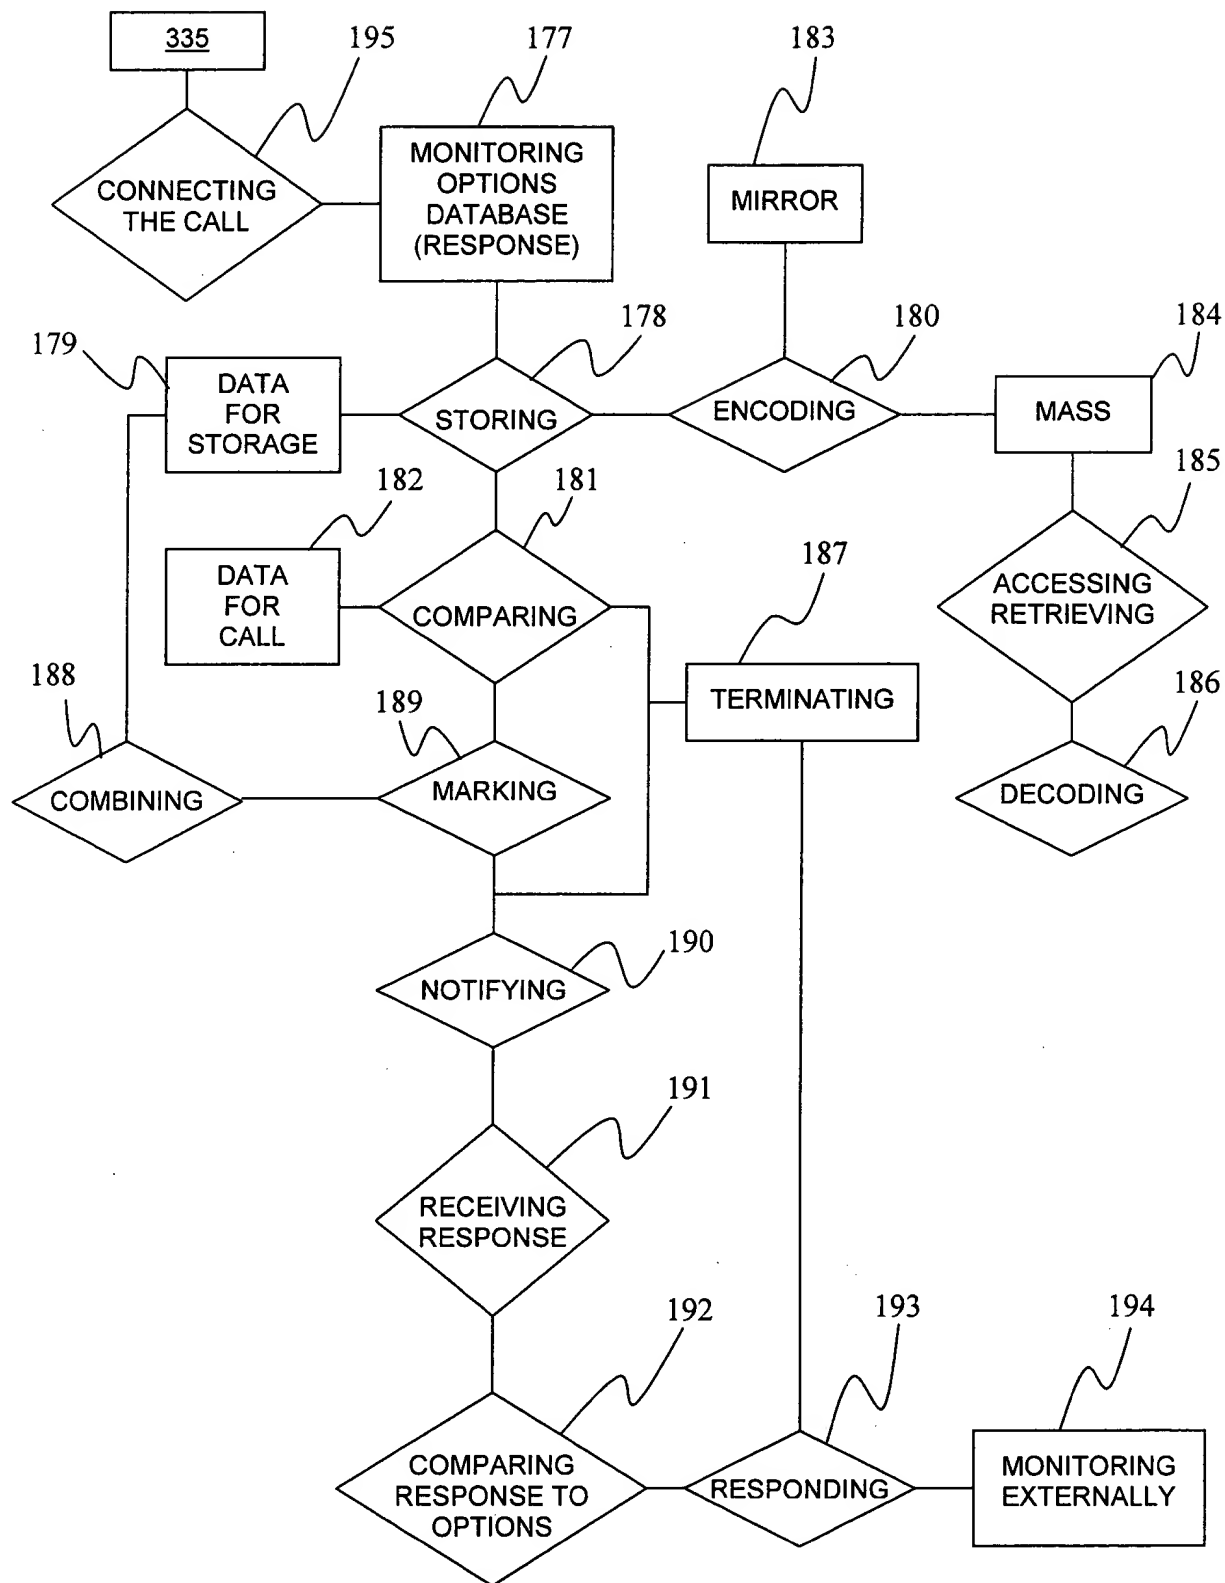 335
195
177
183
CONNECTING
THE CALL
MONITORING
OPTIONS
DATABASE
(RESPONSE)
MIRROR
179
178
180
184
DATA
FOR
STORAGE
STORING
ENCODING
MASS
182
181
185
DATA
FOR
CALL
COMPARING
187
ACCESSING
RETRIEVING
188
189
TERMINATING
186
COMBINING
MARKING
DECODING
190
NOTIFYING
191
RECEIVING
RESPONSE
192
193
194
COMPARING
RESPONSE TO
OPTIONS
RESPONDING
MONITORING
EXTERNALLY